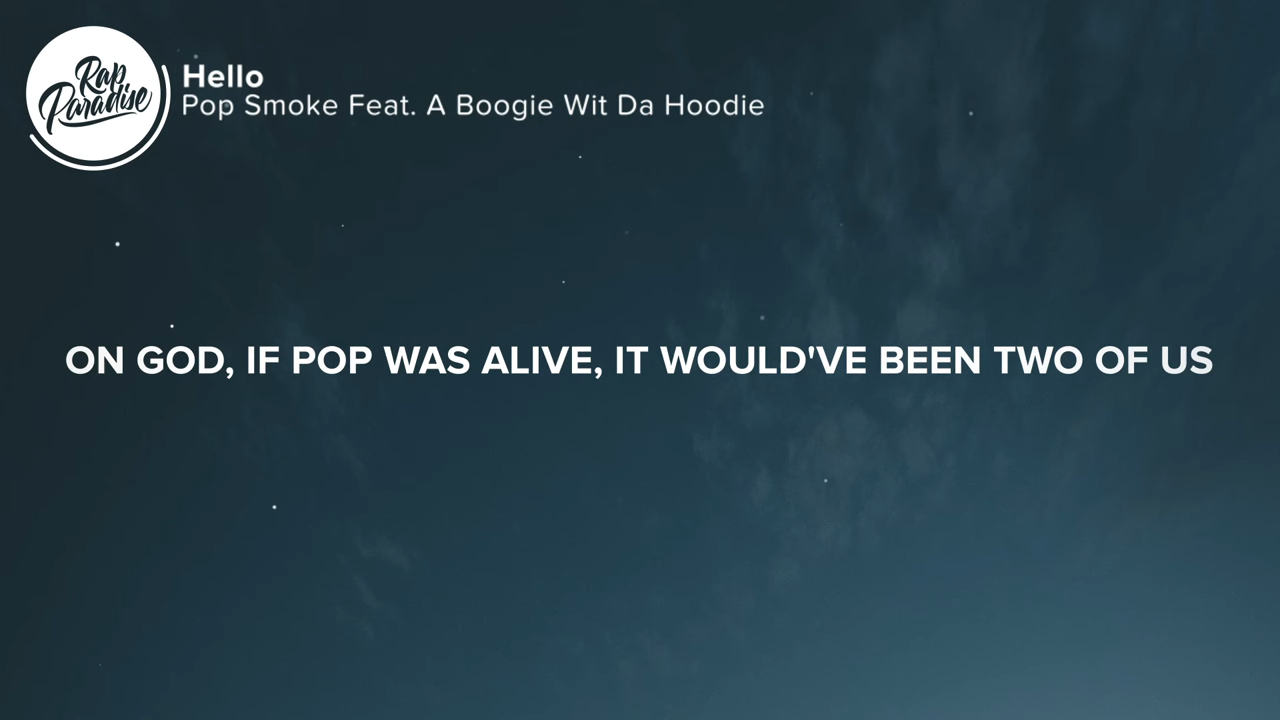 Rap
Paradise
Hello
Pop Smoke Feat. A Boogie Wit Da Hoodie
ON GOD, IF POP WAS ALIVE, IT WOULD'VE BEEN TWO OF US